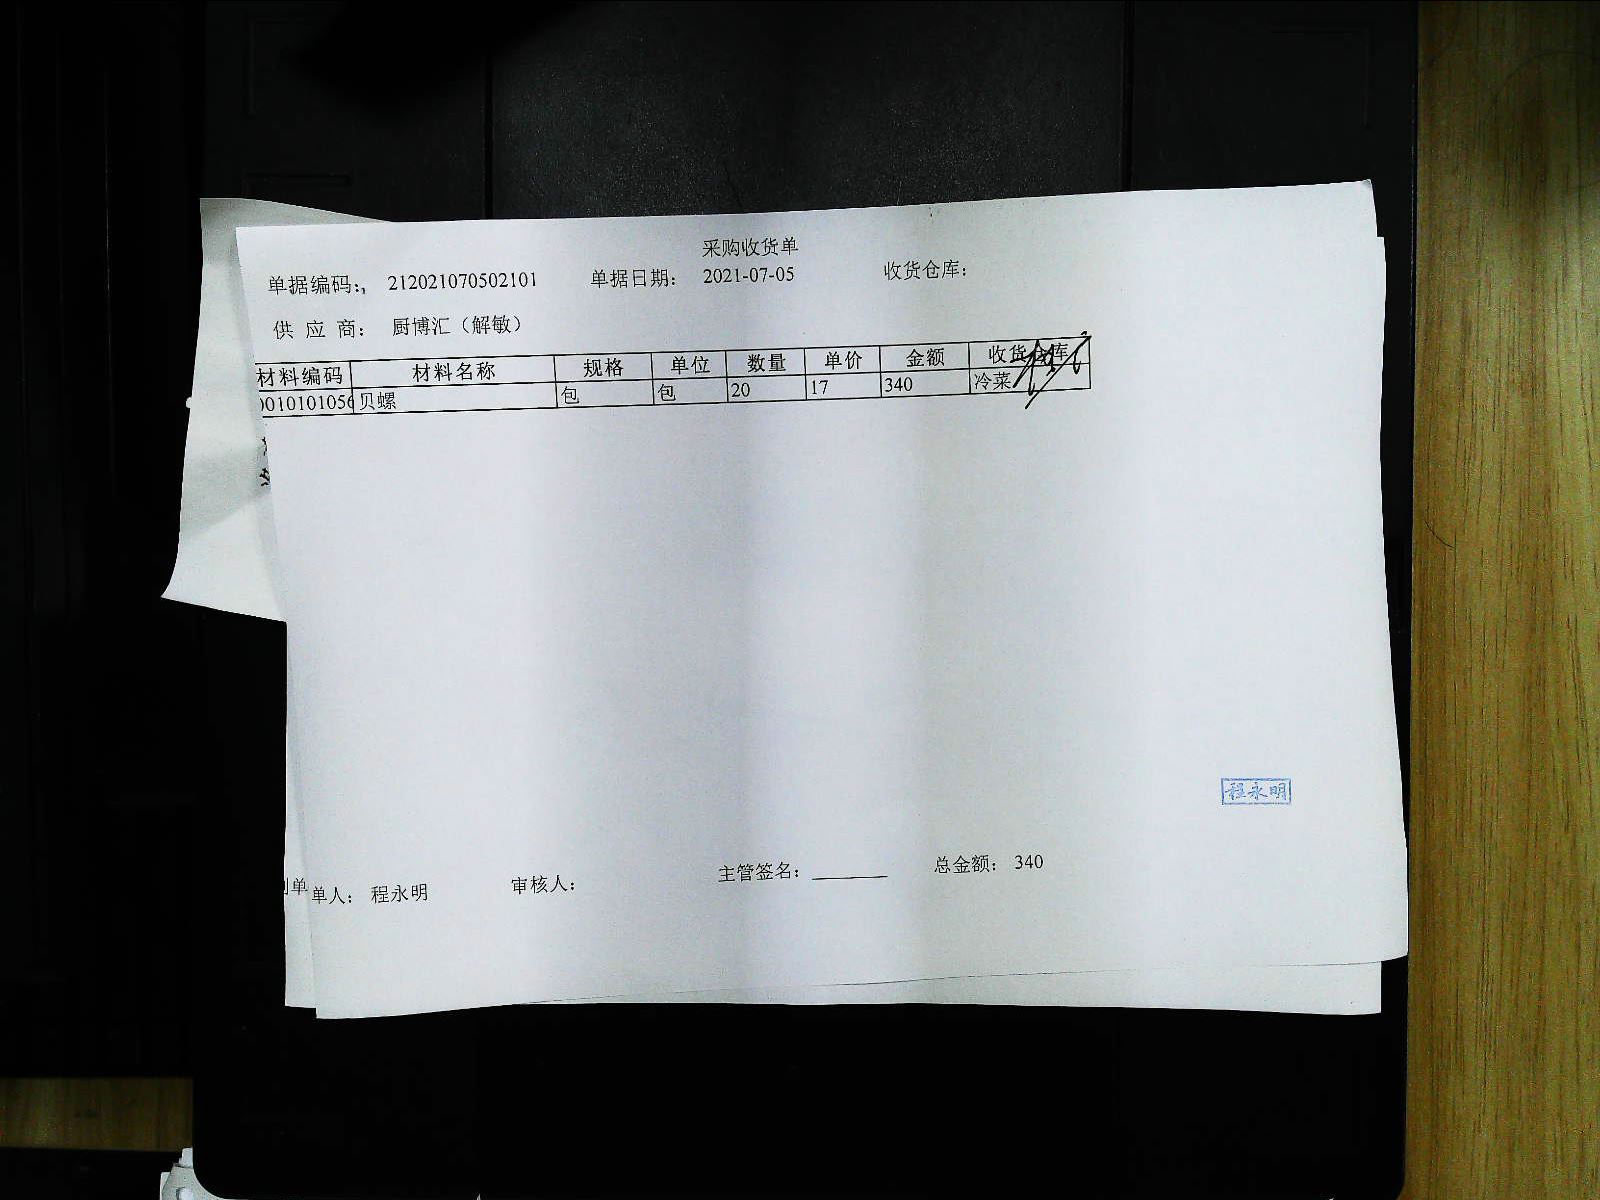 采购收货单
单据编码:, 212021070502101 单据日期: 2021-07-05 收货仓库:
供 应 商: 厨博汇（解敏）
材料编码 材料名称 规格 单位 数量 单价 金额 收货仓库
0010101056 贝螺 包 包 20 17 340 冷菜
程永明
单 单人: 程永明 审核人: 主管签名: ______ 总金额: 340